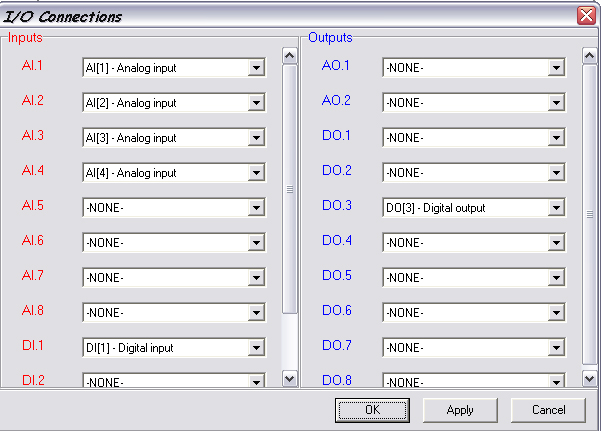 I/O Connections
Inputs
AI.1 AI[1] - Analog input
AI.2 AI[2] - Analog input
AI.3 AI[3] - Analog input
AI.4 AI[4] - Analog input
AI.5 -NONE-
AI.6 -NONE-
AI.7 -NONE-
AI.8 -NONE-
DI.1 DI[1] - Digital input
DI.2 -NONE-
Outputs
AO.1 -NONE-
AO.2 -NONE-
DO.1 -NONE-
DO.2 -NONE-
DO.3 DO[3] - Digital output
DO.4 -NONE-
DO.5 -NONE-
DO.6 -NONE-
DO.7 -NONE-
DO.8 -NONE-
OK Apply Cancel